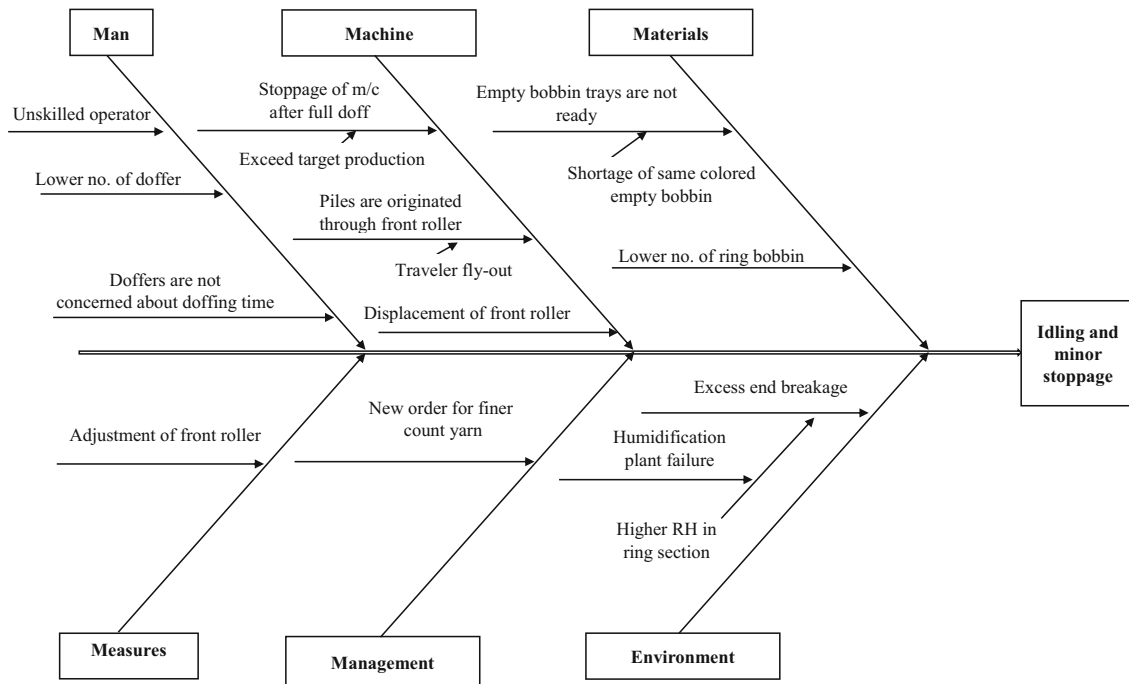 Man
Machine
Materials
Unskilled operator
Lower no. of doffer
Doffers are not
concerned about doffing time
Stoppage of m/c
after full doff
Exceed target production
Piles are originated
through front roller
Traveler fly-out
Displacement of front roller
Empty bobbin trays are not
ready
Shortage of same colored
empty bobbin
Lower no. of ring bobbin
Idling and
minor
stoppage
Adjustment of front roller
New order for finer
count yarn
Excess end breakage
Humidification
plant failure
Higher RH in
ring section
Measures
Management
Environment